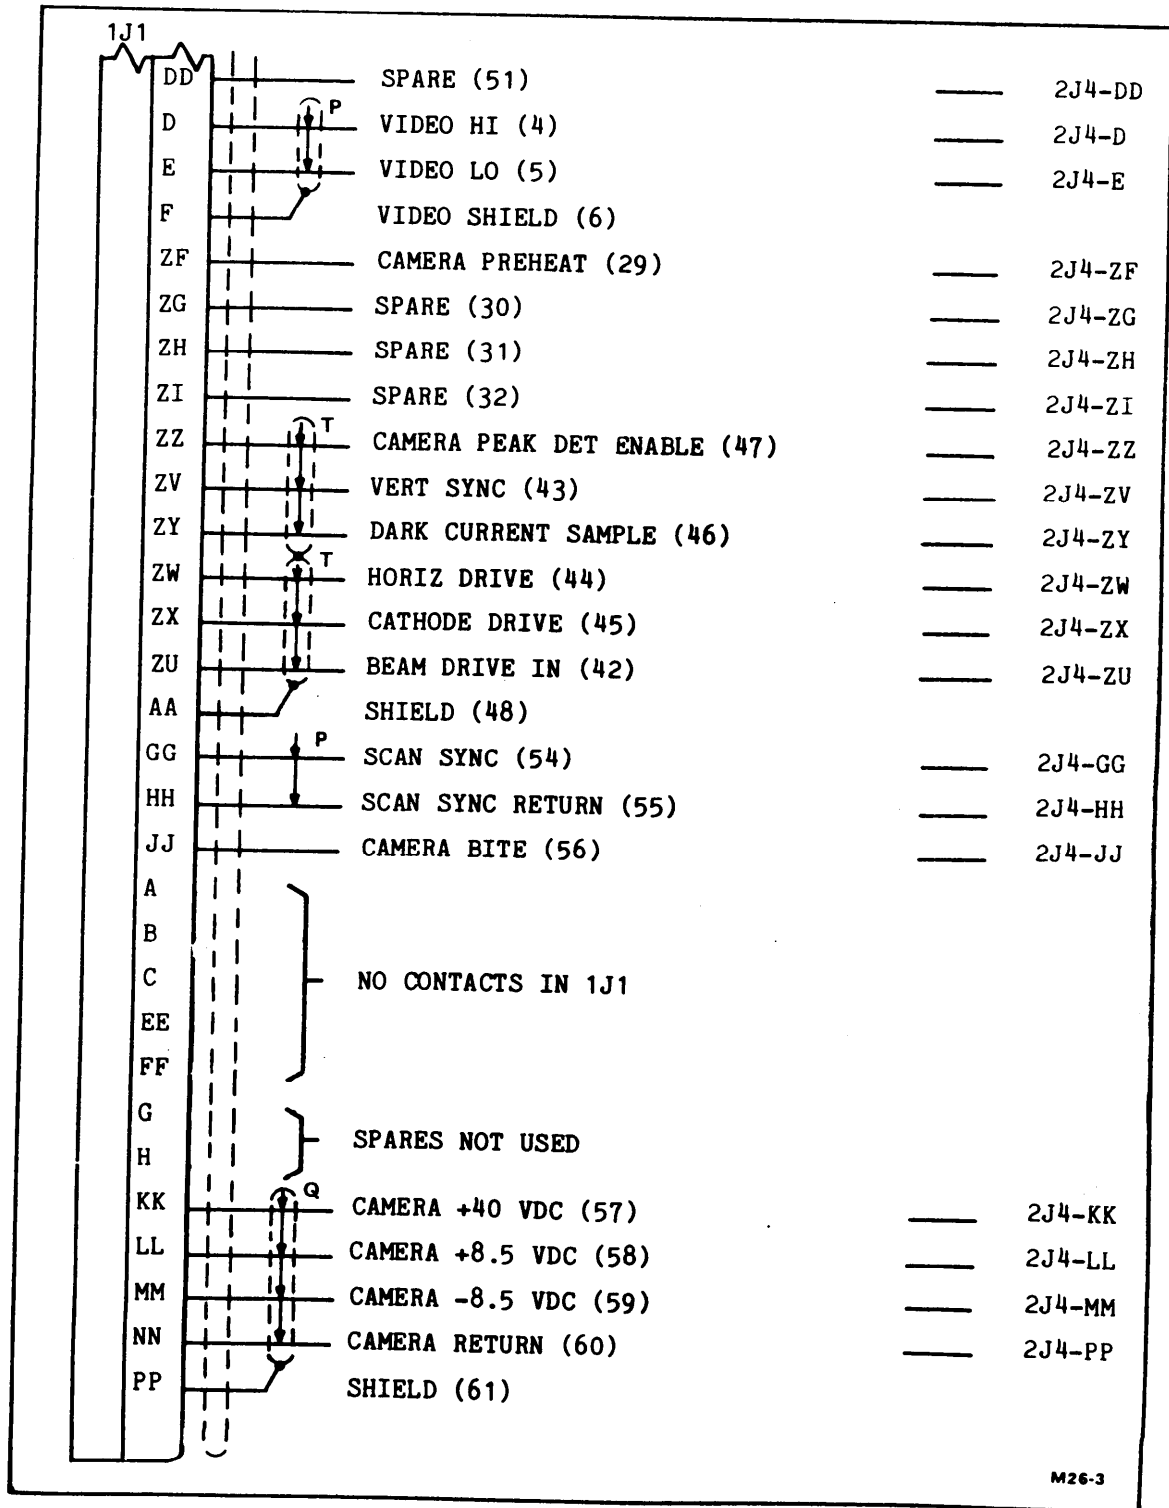 1J1
DD SPARE (51) 2J4-DD
P
D VIDEO HI (4) 2J4-D
E VIDEO LO (5) 2J4-E
F VIDEO SHIELD (6)
ZF CAMERA PREHEAT (29) 2J4-ZF
ZG SPARE (30) 2J4-ZG
ZH SPARE (31) 2J4-ZH
ZI SPARE (32) 2J4-ZI
T
ZZ CAMERA PEAK DET ENABLE (47) 2J4-ZZ
ZV VERT SYNC (43) 2J4-ZV
ZY DARK CURRENT SAMPLE (46) 2J4-ZY
T
ZW HORIZ DRIVE (44) 2J4-ZW
ZX CATHODE DRIVE (45) 2J4-ZX
ZU BEAM DRIVE IN (42) 2J4-ZU
AA SHIELD (48)
P
GG SCAN SYNC (54) 2J4-GG
HH SCAN SYNC RETURN (55) 2J4-HH
JJ CAMERA BITE (56) 2J4-JJ
A
B
C NO CONTACTS IN 1J1
EE
FF
G
SPARES NOT USED
H
Q
KK CAMERA +40 VDC (57) 2J4-KK
LL CAMERA +8.5 VDC (58) 2J4-LL
MM CAMERA -8.5 VDC (59) 2J4-MM
NN CAMERA RETURN (60) 2J4-PP
PP SHIELD (61)
M26-3